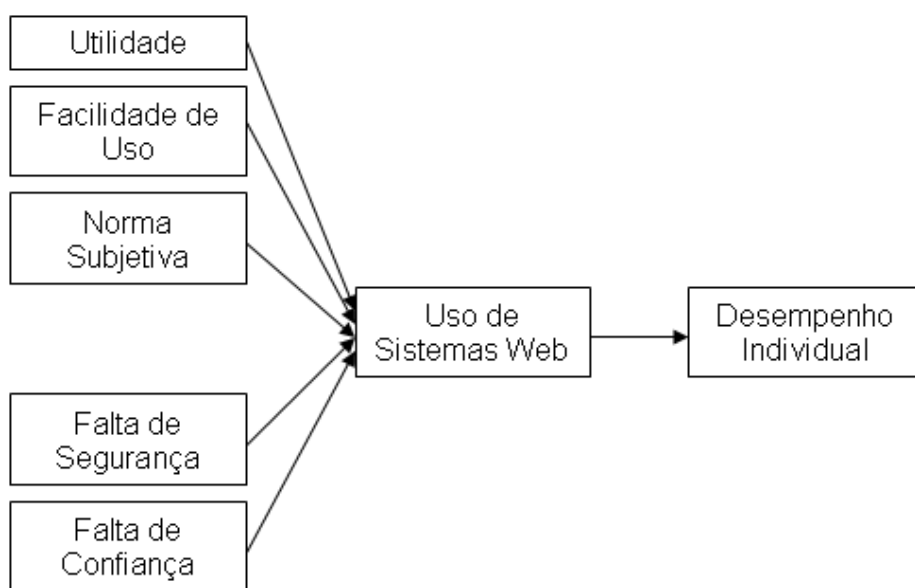 Utilidade
Facilidade de
Uso
Norma
Subjetiva
Falta de
Segurança
Falta de
Confiança
Uso de
Sistemas Web
Desempenho
Individual